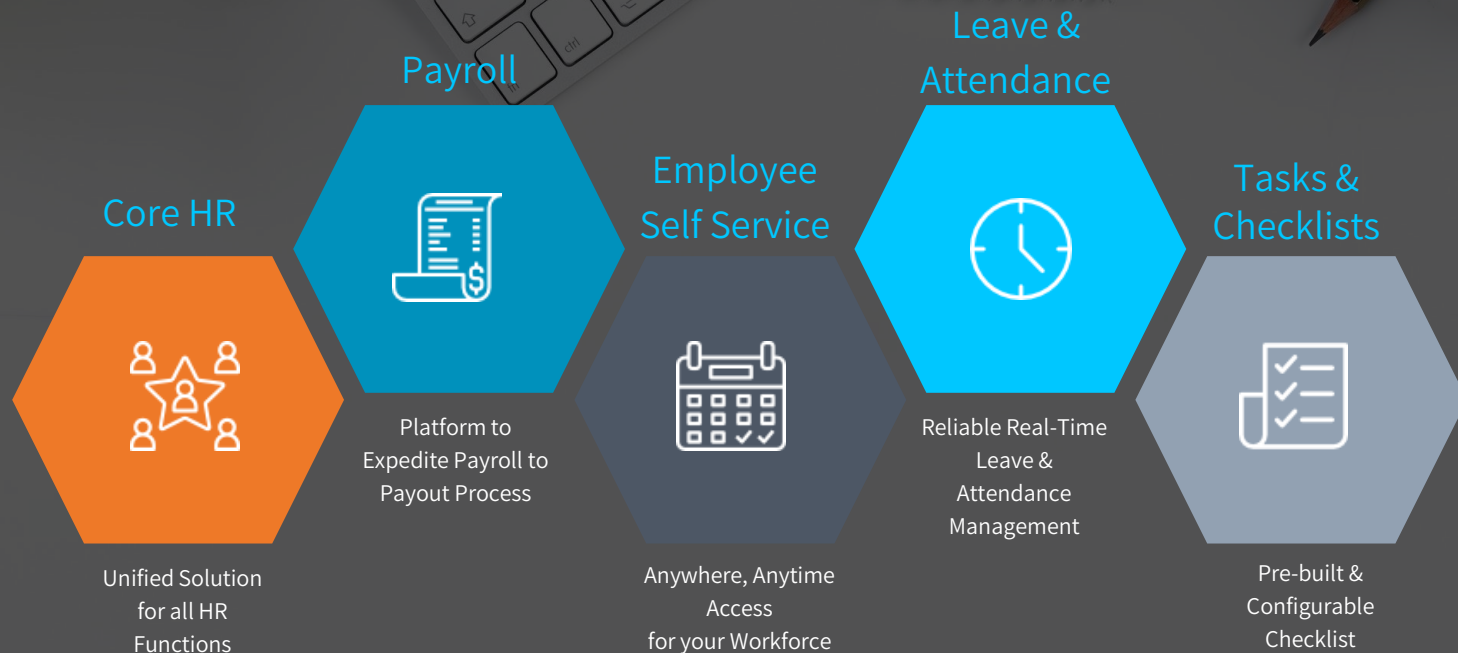 Core HR
Unified Solution
for all HR
Functions
Payroll
$
Platform to
Expedite Payroll to
Payout Process
Employee
Self Service
Anywhere, Anytime
Access
for your Workforce
Leave &
Attendance
Reliable Real-Time
Leave &
Attendance
Management
Tasks &
Checklists
Pre-built &
Configurable
Checklist
ctrl